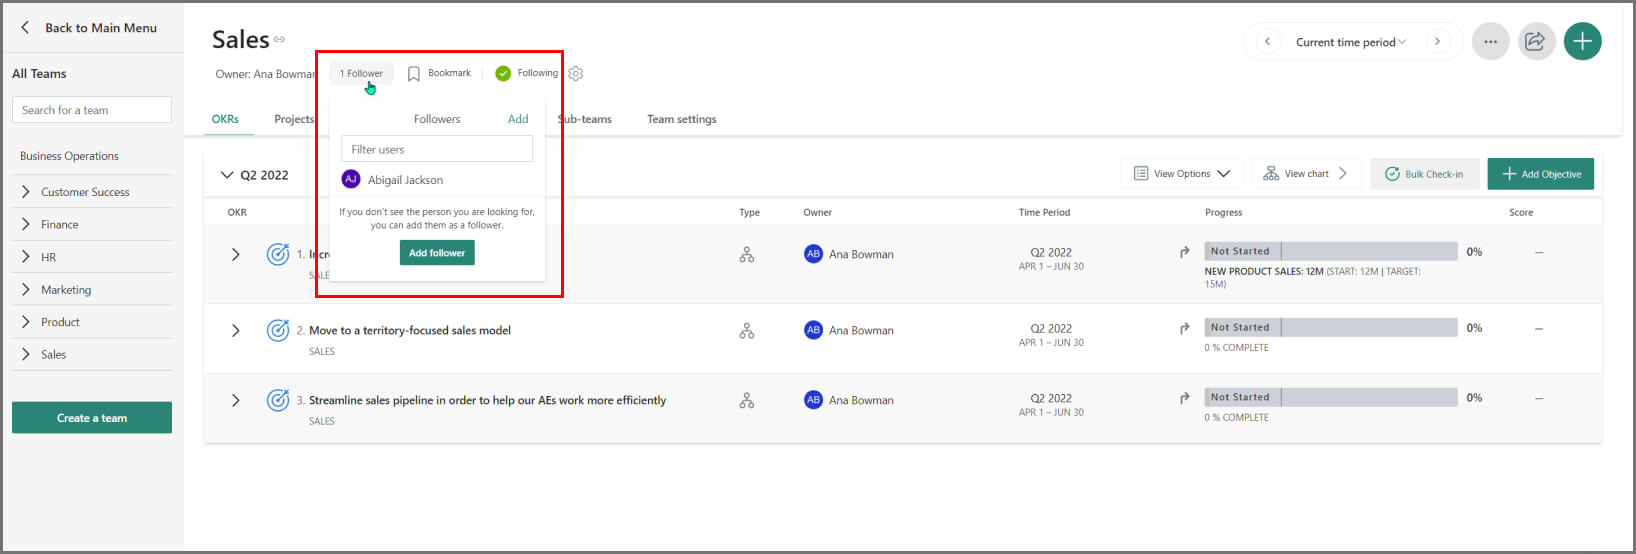 Back to Main Menu
All Teams
Search for a team
Business Operations
Customer Success
Finance
HR
Marketing
Product
Sales
Create a team
Sales
Owner: Ana Bowman
1 Follower
Bookmark
Following
Current time period
OKRs
Projects
Sub-teams
Team settings
Followers
Add
Filter users
AJ Abigail Jackson
If you don't see the person you are looking for,
you can add them as a follower.
Add follower
Q2 2022
View Options
View chart
Bulk Check-in
Add Objective
OKR Type Owner Time Period Progress Score
1. Incre
SALE
AB Ana Bowman
Q2 2022
APR 1 – JUN 30
Not Started 0% —
NEW PRODUCT SALES: 12M (START: 12M | TARGET:
15M)
2. Move to a territory-focused sales model
SALES
AB Ana Bowman
Q2 2022
APR 1 – JUN 30
Not Started 0% —
0 % COMPLETE
3. Streamline sales pipeline in order to help our AEs work more efficiently
SALES
AB Ana Bowman
Q2 2022
APR 1 – JUN 30
Not Started 0% —
0 % COMPLETE